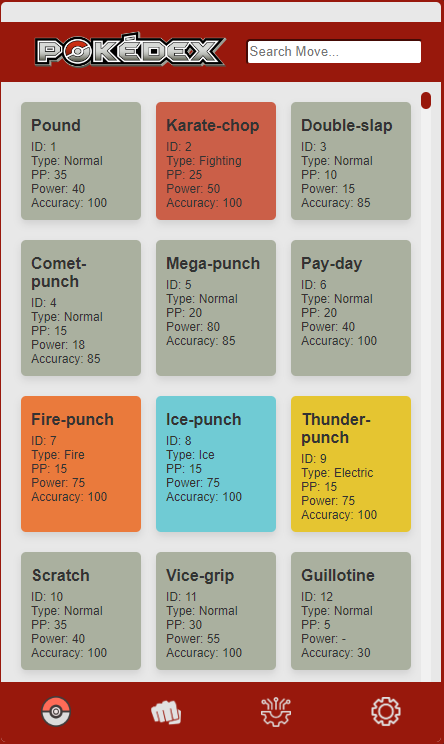 POKÉDEX
Search Move...
Pound
ID: 1
Type: Normal
PP: 35
Power: 40
Accuracy: 100
Karate-chop
ID: 2
Type: Fighting
PP: 25
Power: 50
Accuracy: 100
Double-slap
ID: 3
Type: Normal
PP: 10
Power: 15
Accuracy: 85
Comet-
punch
ID: 4
Type: Normal
PP: 15
Power: 18
Accuracy: 85
Mega-punch
ID: 5
Type: Normal
PP: 20
Power: 80
Accuracy: 85
Pay-day
ID: 6
Type: Normal
PP: 20
Power: 40
Accuracy: 100
Fire-punch
ID: 7
Type: Fire
PP: 15
Power: 75
Accuracy: 100
Ice-punch
ID: 8
Type: Ice
PP: 15
Power: 75
Accuracy: 100
Thunder-
punch
ID: 9
Type: Electric
PP: 15
Power: 75
Accuracy: 100
Scratch
ID: 10
Type: Normal
PP: 35
Power: 40
Accuracy: 100
Vice-grip
ID: 11
Type: Normal
PP: 30
Power: 55
Accuracy: 100
Guillotine
ID: 12
Type: Normal
PP: 5
Power: -
Accuracy: 30